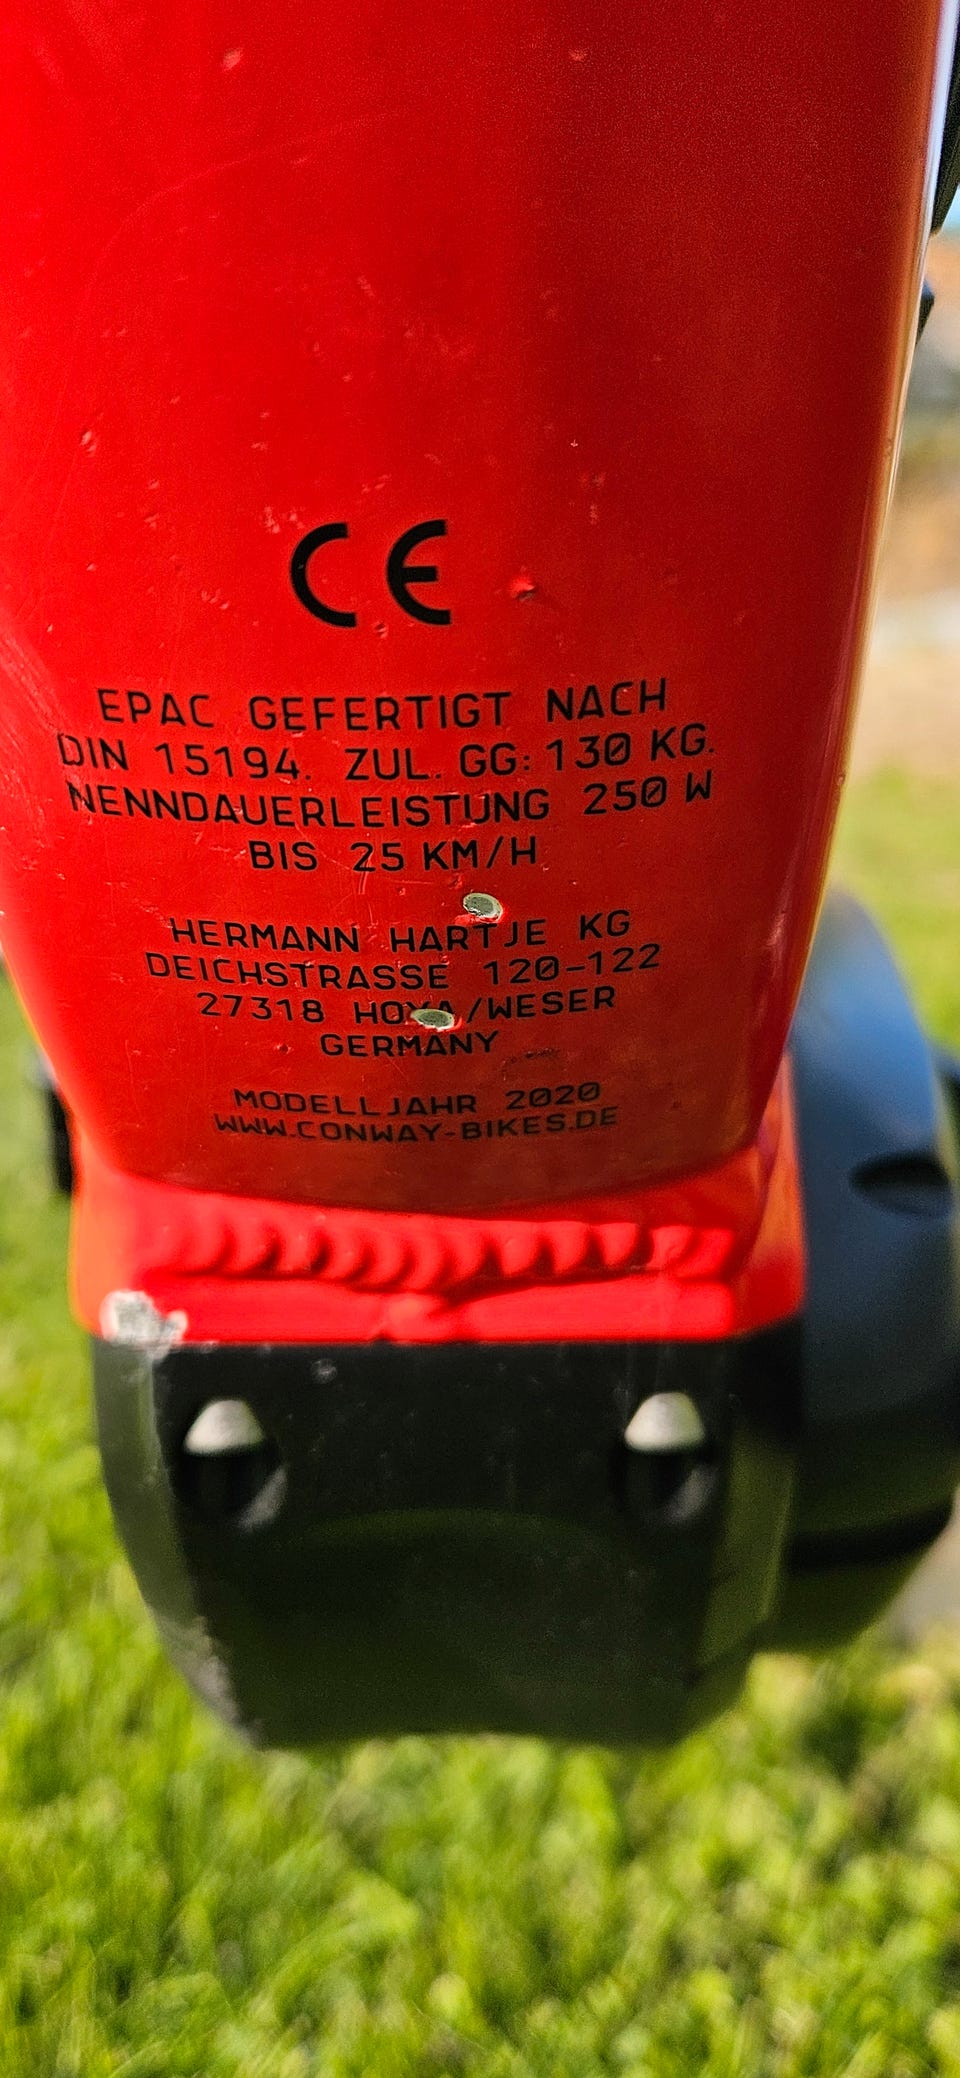 CE
EPAC GEFERTIGT NACH
DIN 15194. ZUL. GG: 130 KG.
NENNDAUERLEISTUNG 250 W
BIS 25 KM/H
HERMANN HARTJE KG
DEICHSTRASSE 120-122
27318 HOYA/WESER
GERMANY
MODELLJAHR 2020
WWW.CONWAY-BIKES.DE